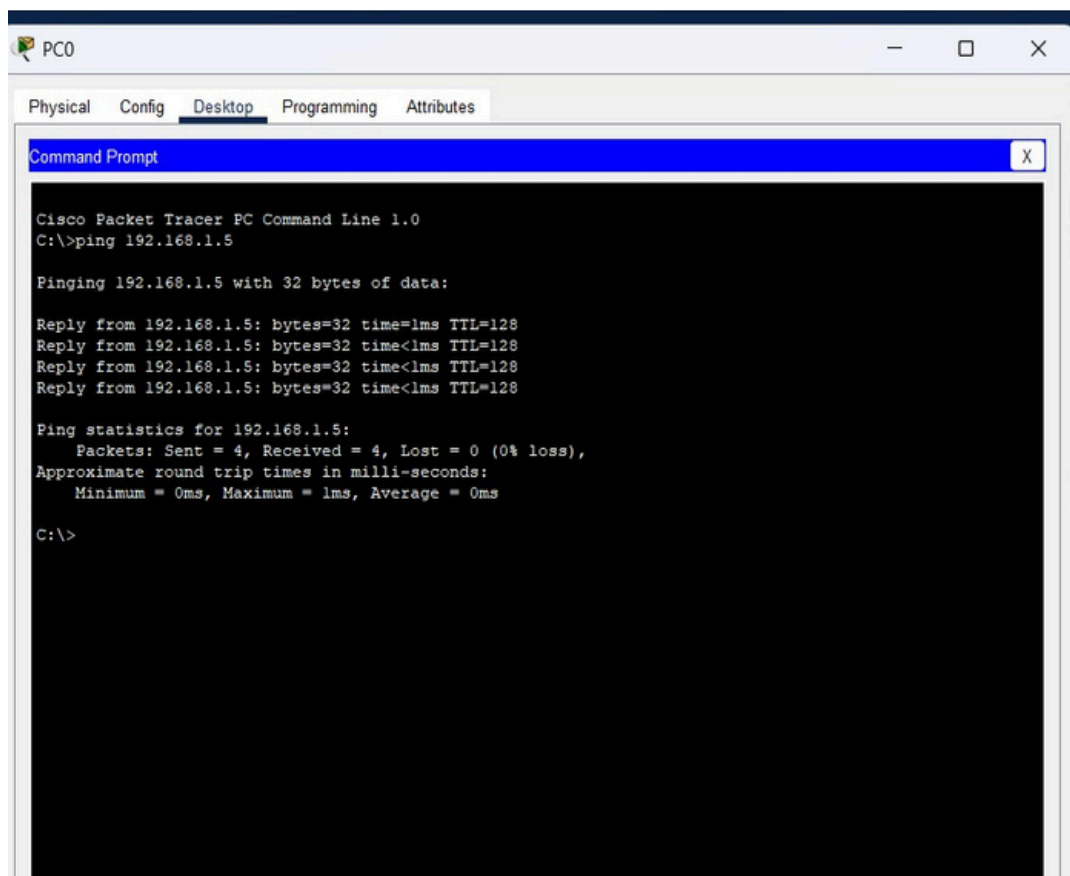 PC0
Physical Config Desktop Programming Attributes
Command Prompt
X
Cisco Packet Tracer PC Command Line 1.0
C:\>ping 192.168.1.5
Pinging 192.168.1.5 with 32 bytes of data:
Reply from 192.168.1.5: bytes=32 time=1ms TTL=128
Reply from 192.168.1.5: bytes=32 time<1ms TTL=128
Reply from 192.168.1.5: bytes=32 time<1ms TTL=128
Reply from 192.168.1.5: bytes=32 time<1ms TTL=128
Ping statistics for 192.168.1.5:
Packets: Sent = 4, Received = 4, Lost = 0 (0% loss),
Approximate round trip times in milli-seconds:
Minimum = 0ms, Maximum = 1ms, Average = 0ms
C:\>